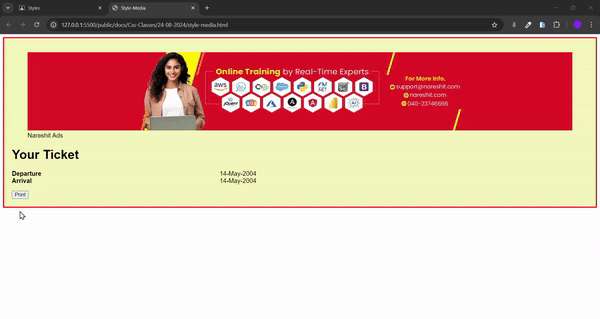 Styles
Style-Media
127.0.0.1:5500/public/docs/Css-Classes/24-08-2024/style-media.html
Online Training by Real-Time Experts
For More Info.
support@nareshit.com
nareshit.com
040-23746666
aws
jQuery
Nareshit Ads
Your Ticket
Departure 14-May-2004
Arrival 14-May-2004
Print